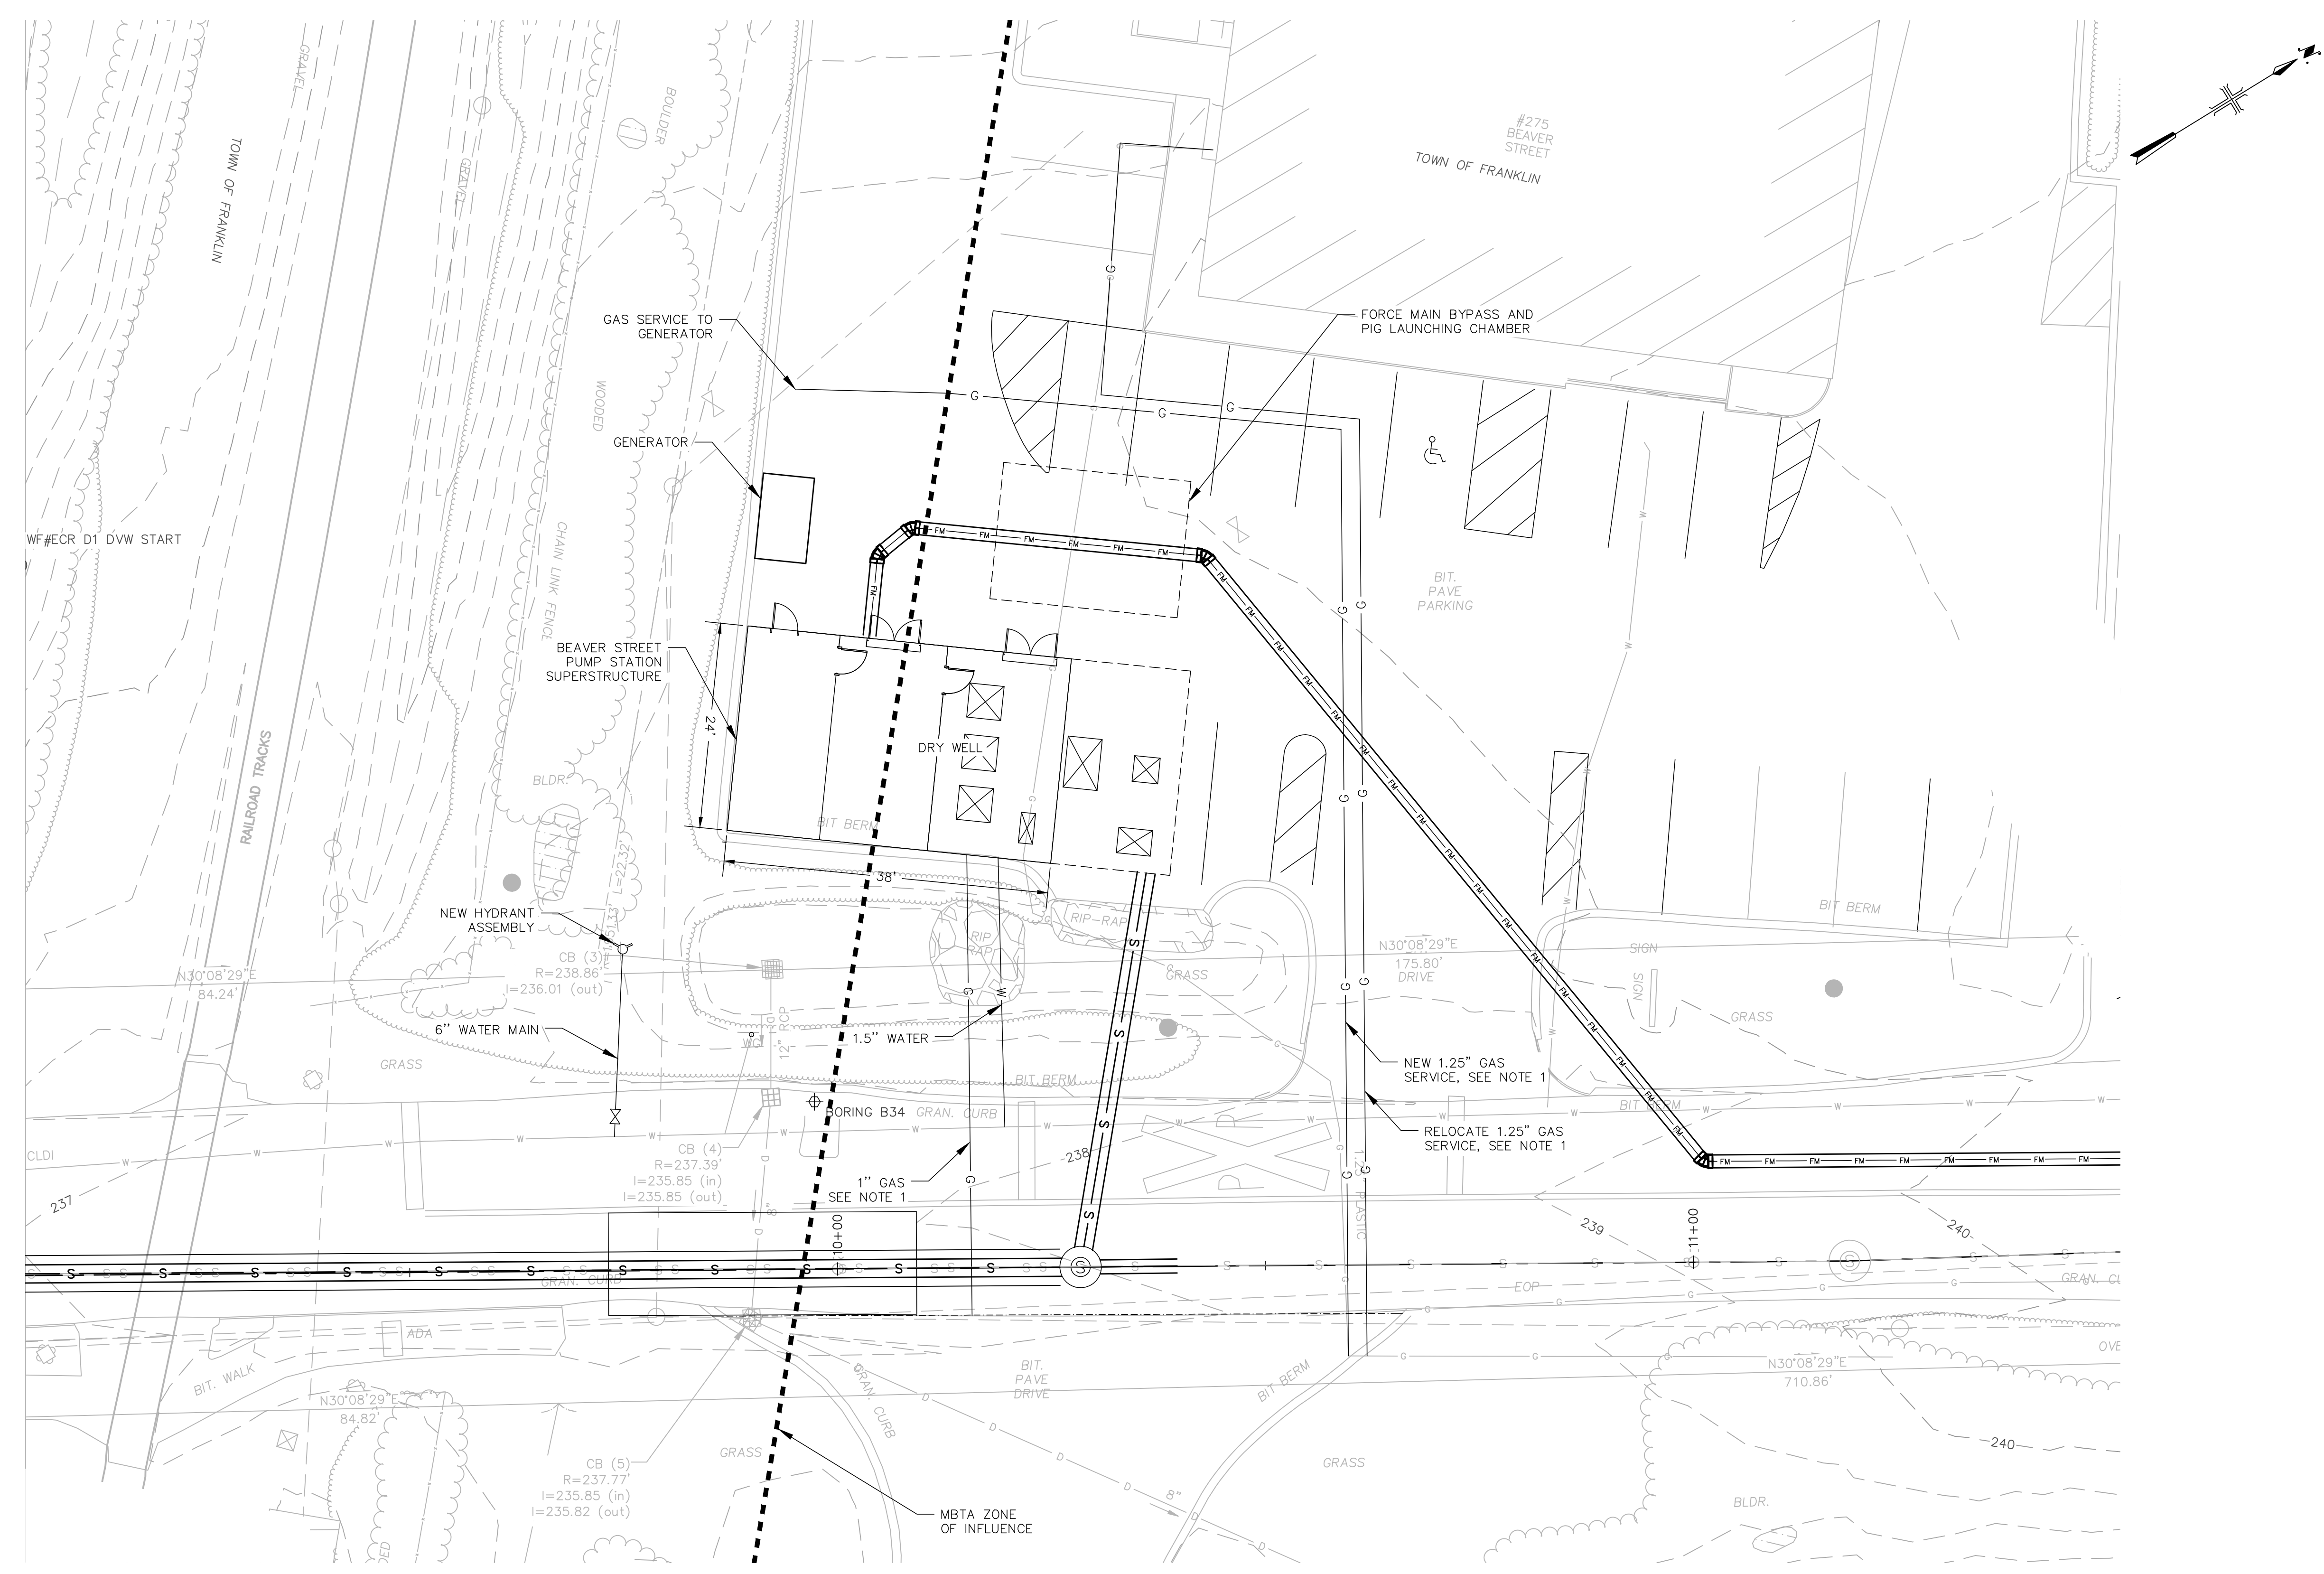 GRAVEL
GRAVEL
BOULDER
TOWN OF FRANKLIN
#275
BEAVER
STREET
TOWN OF FRANKLIN
GAS SERVICE TO
GENERATOR
FORCE MAIN BYPASS AND
PIG LAUNCHING CHAMBER
WOODED
GENERATOR
WF#ECR D1 DVW START
CHAIN LINK FENCE
BIT.
PAVE
PARKING
BEAVER STREET
PUMP STATION
SUPERSTRUCTURE
24'
DRY WELL
RAILROAD TRACKS
BLDR.
BIT BERM
38'
NEW HYDRANT
ASSEMBLY
RIP-RAP
RIP
RAP
BIT BERM
CB (3)
R=238.86'
I=236.01 (out)
N30°08'29"E
84.24'
GRASS
N30°08'29"E
175.80'
DRIVE
SIGN
SIGN
GRASS
6'' WATER MAIN
12" RCP
WG
1.5'' WATER
GRASS
BIT BERM
NEW 1.25'' GAS
SERVICE, SEE NOTE 1
BORING B34
GRAN. CURB
BIT BERM
RELOCATE 1.25'' GAS
SERVICE, SEE NOTE 1
CLDI
CB (4)
R=237.39'
I=235.85 (in)
I=235.85 (out)
238
1'' GAS
SEE NOTE 1
237
8"
PLASTIC
10+00
11+00
239
240
GRAN. CURB
EOP
ADA
BIT. WALK
N30°08'29"E
84.82'
BIT.
PAVE
DRIVE
GRAN. CURB
BIT BERM
N30°08'29"E
710.86'
240
CB (5)
R=237.77'
I=235.85 (in)
I=235.82 (out)
GRASS
GRASS
8"
BLDR.
MBTA ZONE
OF INFLUENCE